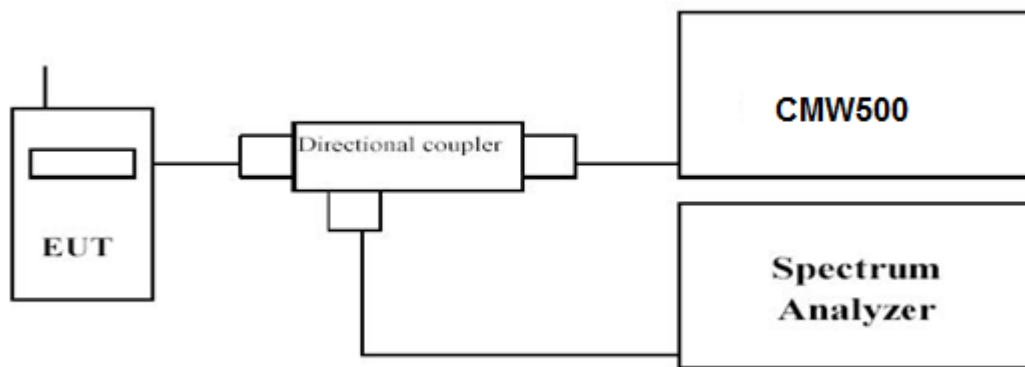 EUT
Directional coupler
CMW500
Spectrum
Analyzer